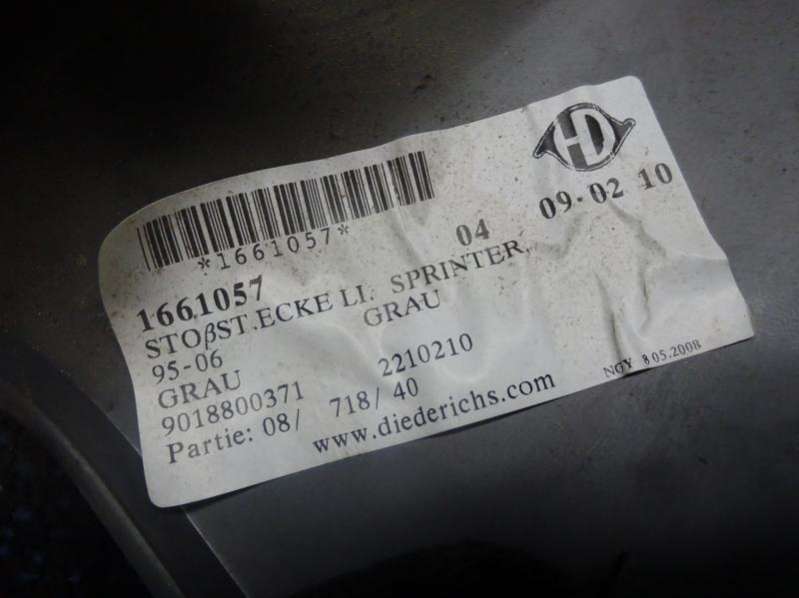 HD
*1661057*
04 09-02 10
1661057
STOβST.ECKE LI. SPRINTER.
95-06 GRAU
GRAU
9018800371 2210210
Partie: 08/ 718/ 40
www.diederichs.com
NGY 8 05.2008